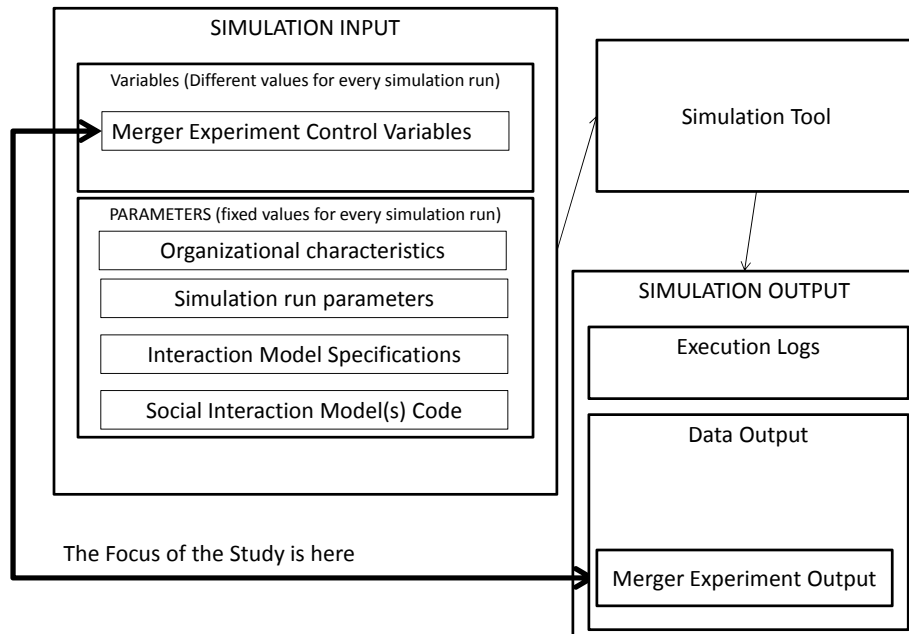 SIMULATION INPUT
Variables (Different values for every simulation run)
Merger Experiment Control Variables
PARAMETERS (fixed values for every simulation run)
Organizational characteristics
Simulation run parameters
Interaction Model Specifications
Social Interaction Model(s) Code
Simulation Tool
SIMULATION OUTPUT
Execution Logs
Data Output
Merger Experiment Output
The Focus of the Study is here